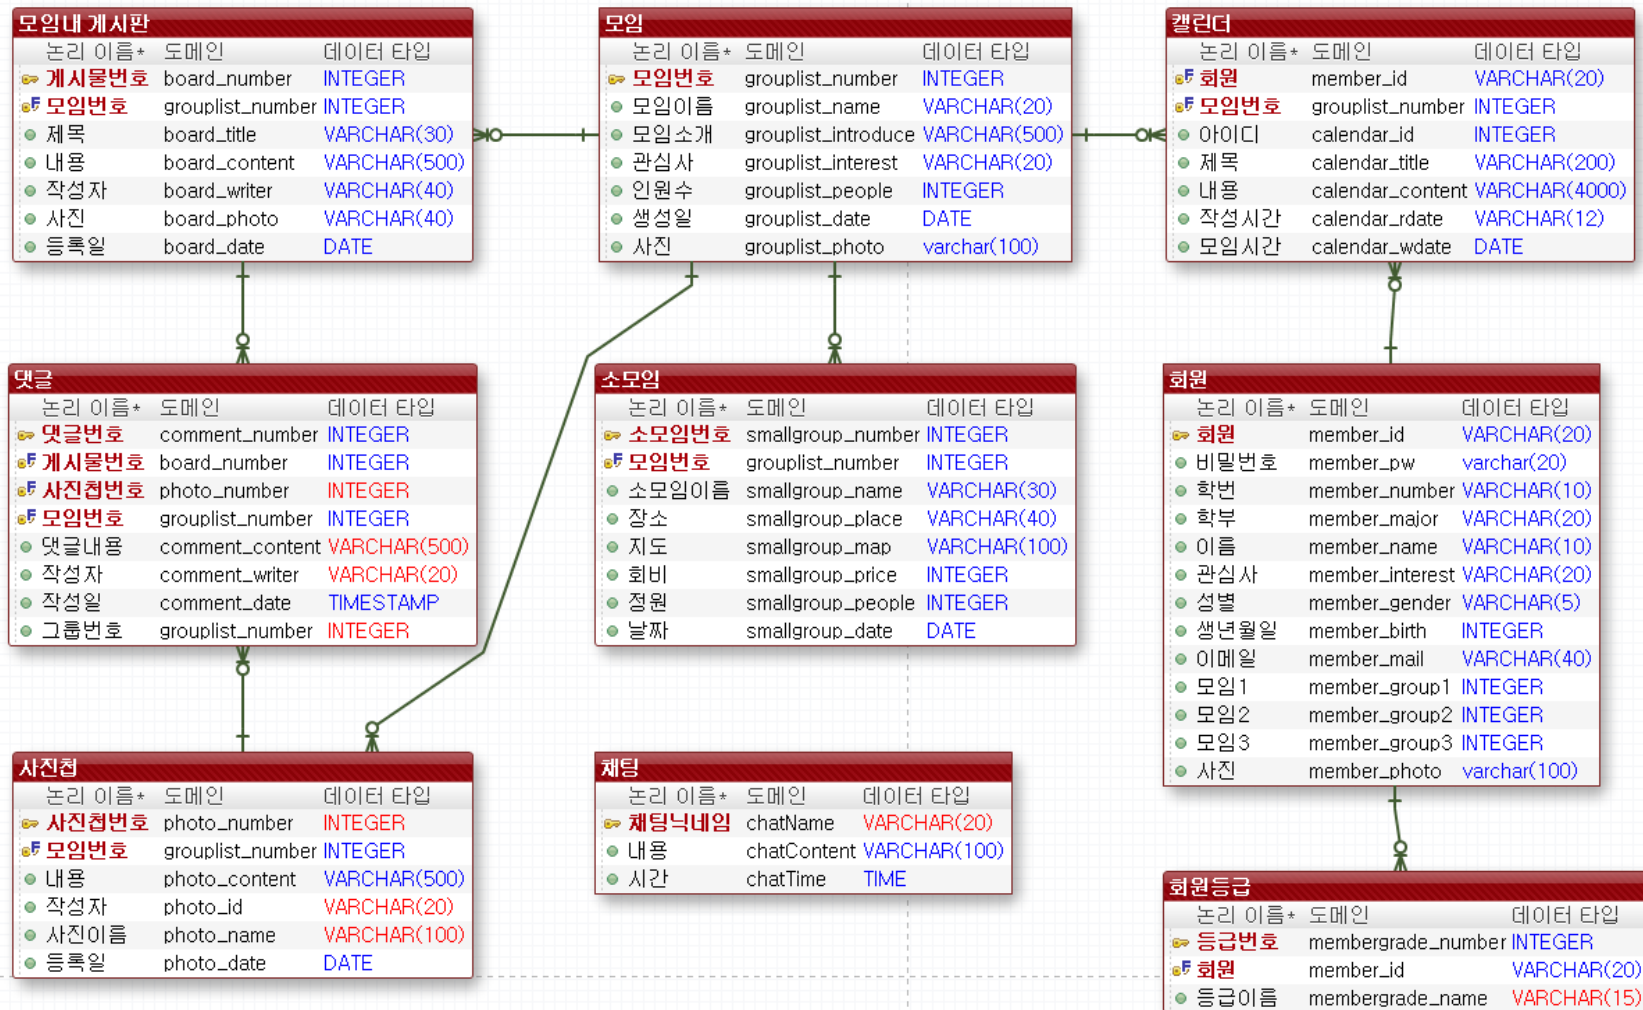 모임내 게시판
논리 이름* 도메인 데이터 타입
게시물번호 board_number INTEGER
모임번호 grouplist_number INTEGER
제목 board_title VARCHAR(30)
내용 board_content VARCHAR(500)
작성자 board_writer VARCHAR(40)
사진 board_photo VARCHAR(40)
등록일 board_date DATE
모임
논리 이름* 도메인 데이터 타입
모임번호 grouplist_number INTEGER
모임이름 grouplist_name VARCHAR(20)
모임소개 grouplist_introduce VARCHAR(500)
관심사 grouplist_interest VARCHAR(20)
인원수 grouplist_people INTEGER
생성일 grouplist_date DATE
사진 grouplist_photo varchar(100)
캘린더
논리 이름* 도메인 데이터 타입
회원 member_id VARCHAR(20)
모임번호 grouplist_number INTEGER
아이디 calendar_id INTEGER
제목 calendar_title VARCHAR(200)
내용 calendar_content VARCHAR(4000)
작성시간 calendar_rdate VARCHAR(12)
모임시간 calendar_wdate DATE
댓글
논리 이름* 도메인 데이터 타입
댓글번호 comment_number INTEGER
게시물번호 board_number INTEGER
사진첩번호 photo_number INTEGER
모임번호 grouplist_number INTEGER
댓글내용 comment_content VARCHAR(500)
작성자 comment_writer VARCHAR(20)
작성일 comment_date TIMESTAMP
그룹번호 grouplist_number INTEGER
소모임
논리 이름* 도메인 데이터 타입
소모임번호 smallgroup_number INTEGER
모임번호 grouplist_number INTEGER
소모임이름 smallgroup_name VARCHAR(30)
장소 smallgroup_place VARCHAR(40)
지도 smallgroup_map VARCHAR(100)
회비 smallgroup_price INTEGER
정원 smallgroup_people INTEGER
날짜 smallgroup_date DATE
회원
논리 이름* 도메인 데이터 타입
회원 member_id VARCHAR(20)
비밀번호 member_pw varchar(20)
학번 member_number VARCHAR(10)
학부 member_major VARCHAR(20)
이름 member_name VARCHAR(10)
관심사 member_interest VARCHAR(20)
성별 member_gender VARCHAR(5)
생년월일 member_birth INTEGER
이메일 member_mail VARCHAR(40)
모임1 member_group1 INTEGER
모임2 member_group2 INTEGER
모임3 member_group3 INTEGER
사진 member_photo varchar(100)
사진첩
논리 이름* 도메인 데이터 타입
사진첩번호 photo_number INTEGER
모임번호 grouplist_number INTEGER
내용 photo_content VARCHAR(500)
작성자 photo_id VARCHAR(20)
사진이름 photo_name VARCHAR(100)
등록일 photo_date DATE
채팅
논리 이름* 도메인 데이터 타입
채팅닉네임 chatName VARCHAR(20)
내용 chatContent VARCHAR(100)
시간 chatTime TIME
회원등급
논리 이름* 도메인 데이터 타입
등급번호 membergrade_number INTEGER
회원 member_id VARCHAR(20)
등급이름 membergrade_name VARCHAR(15)